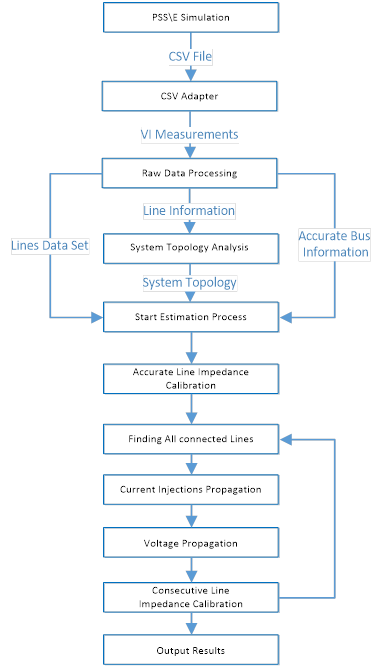 PSS\E Simulation
CSV File
CSV Adapter
VI Measurements
Raw Data Processing
Line Information
Lines Data Set
System Topology Analysis
Accurate Bus
Information
System Topology
Start Estimation Process
Accurate Line Impedance
Calibration
Finding All connected Lines
Current Injections Propagation
Voltage Propagation
Consecutive Line
Impedance Calibration
Output Results